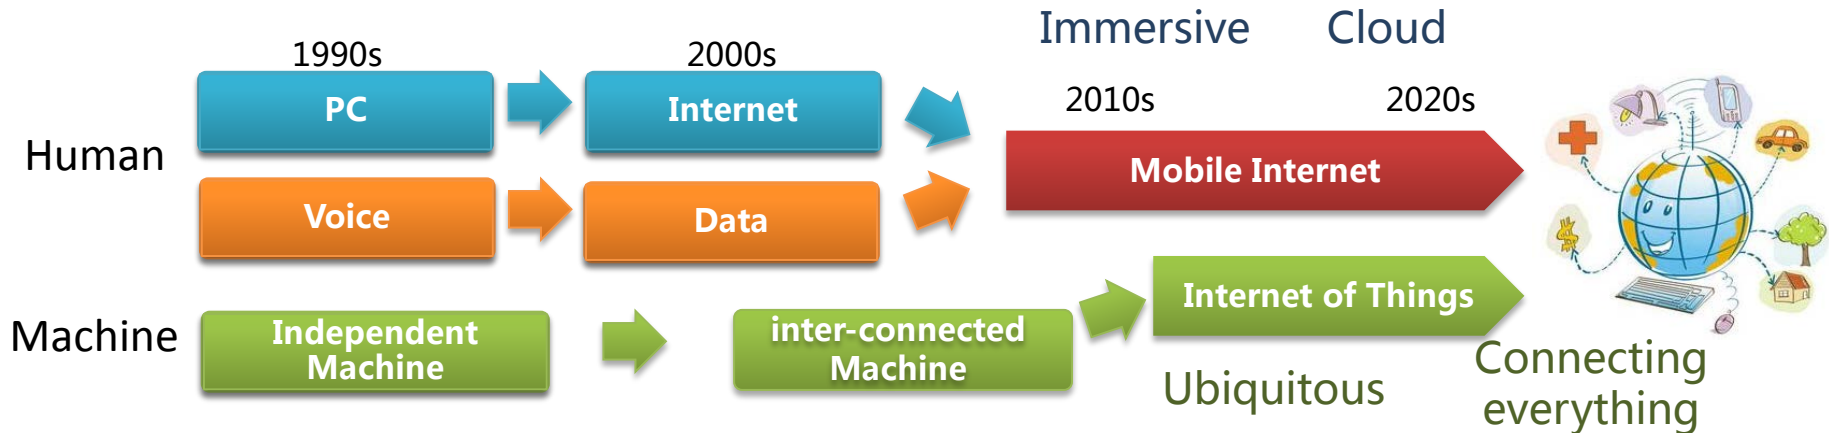 Immersive Cloud
1990s 2000s
2010s 2020s
PC Internet
Human
Mobile Internet
Voice Data
Internet of Things
Machine
Independent
Machine
inter-connected
Machine
Ubiquitous
Connecting
everything